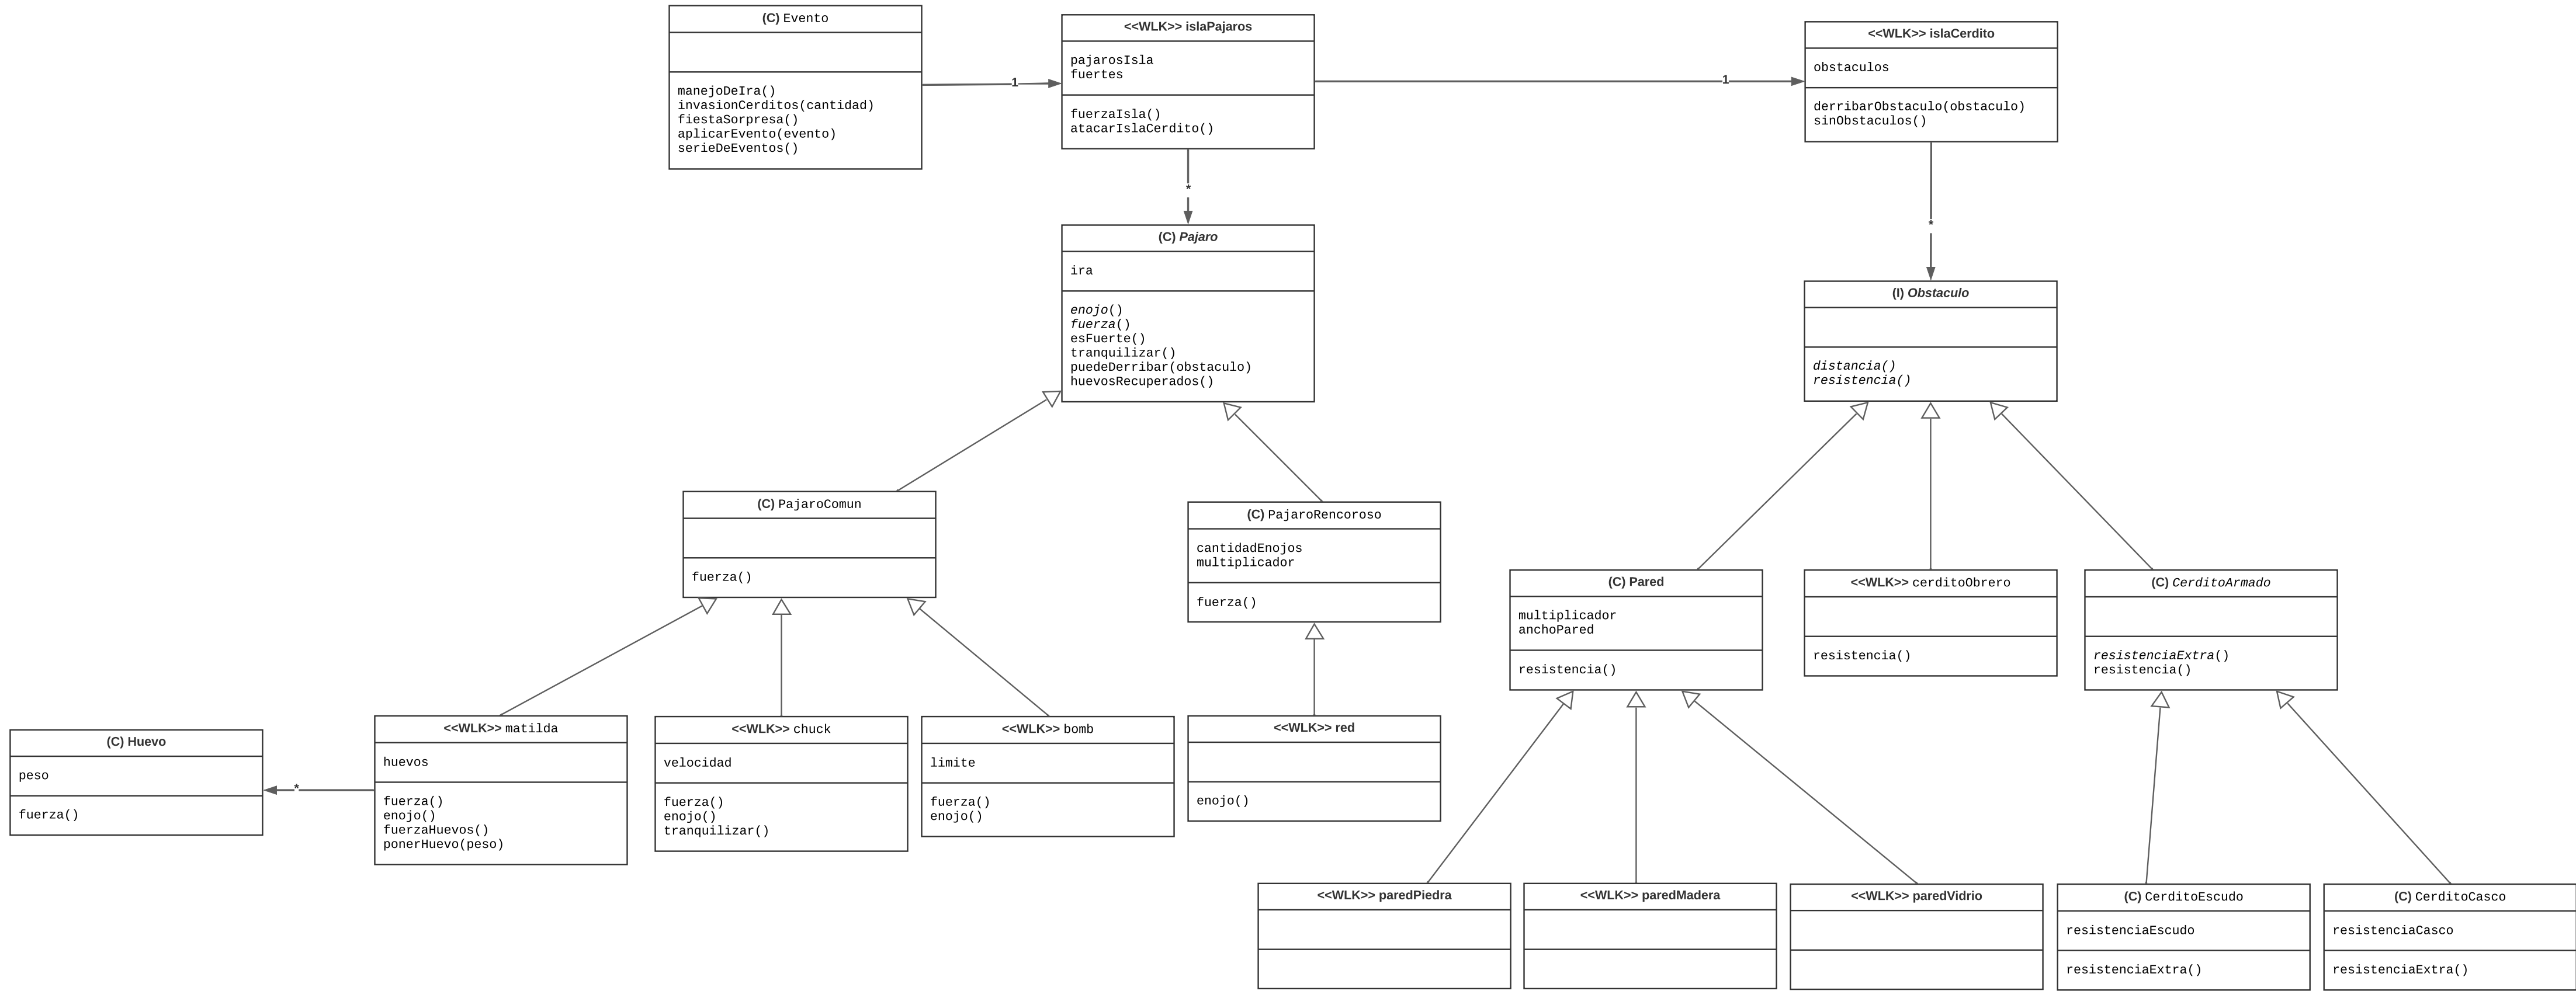 (C) Evento
manejoDeIra()
invasionCerditos(cantidad)
fiestaSorpresa()
aplicarEvento(evento)
serieDeEventos()
1
<<WLK>> islaPajaros
pajarosIsla
fuertes
fuerzaIsla()
atacarIslaCerdito()
1
<<WLK>> islaCerdito
obstaculos
derribarObstaculo(obstaculo)
sinObstaculos()
*
*
(C) Pajaro
ira
enojo()
fuerza()
esFuerte()
tranquilizar()
puedeDerribar(obstaculo)
huevosRecuperados()
(I) Obstaculo
distancia()
resistencia()
(C) PajaroComun
fuerza()
(C) PajaroRencoroso
cantidadEnojos
multiplicador
fuerza()
(C) Pared
multiplicador
anchoPared
resistencia()
<<WLK>> cerditoObrero
resistencia()
(C) CerditoArmado
resistenciaExtra()
resistencia()
(C) Huevo
peso
fuerza()
*
<<WLK>> matilda
huevos
fuerza()
enojo()
fuerzaHuevos()
ponerHuevo(peso)
<<WLK>> chuck
velocidad
fuerza()
enojo()
tranquilizar()
<<WLK>> bomb
limite
fuerza()
enojo()
<<WLK>> red
enojo()
<<WLK>> paredPiedra
<<WLK>> paredMadera
<<WLK>> paredVidrio
(C) CerditoEscudo
resistenciaEscudo
resistenciaExtra()
(C) CerditoCasco
resistenciaCasco
resistenciaExtra()